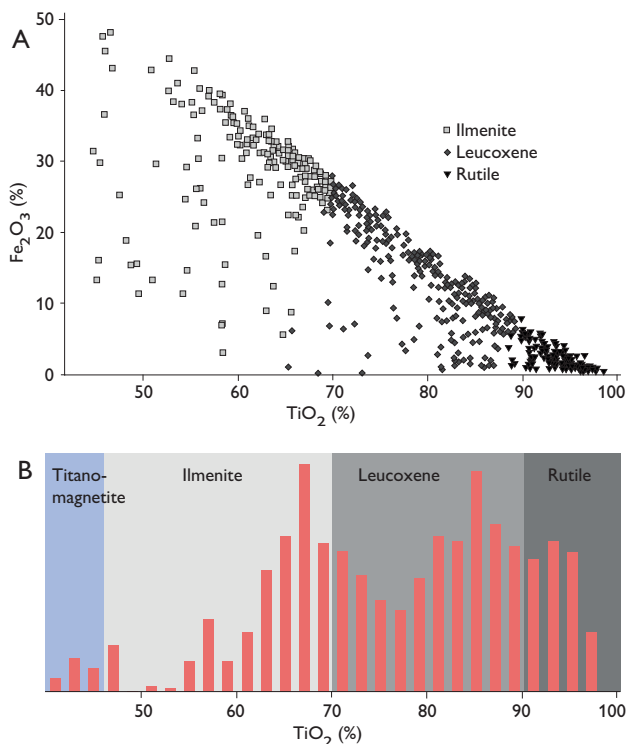 A
50
40
30
20
10
0
Fe₂O₃ (%)
Ilmenite
Leucoxene
Rutile
50 60 70 80 90 100
TiO₂ (%)
B
Titano-
magnetite
Ilmenite
Leucoxene
Rutile
50 60 70 80 90 100
TiO₂ (%)